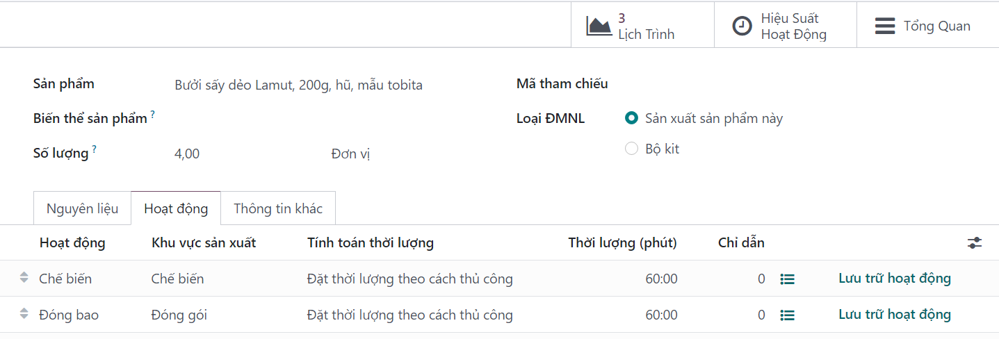 3
Lịch Trình
Hiệu Suất
Hoạt Động
Tổng Quan
Sản phẩm Bưởi sấy dẻo Lamut, 200g, hũ, mẫu tobita Mã tham chiếu
Biến thể sản phẩm ? Loại ĐMNL Sản xuất sản phẩm này
Số lượng ? 4,00 Đơn vị Bộ kit
Nguyên liệu Hoạt động Thông tin khác
Hoạt động Khu vực sản xuất Tính toán thời lượng Thời lượng (phút) Chỉ dẫn
Chế biến Chế biến Đặt thời lượng theo cách thủ công 60:00 0 Lưu trữ hoạt động
Đóng bao Đóng gói Đặt thời lượng theo cách thủ công 60:00 0 Lưu trữ hoạt động